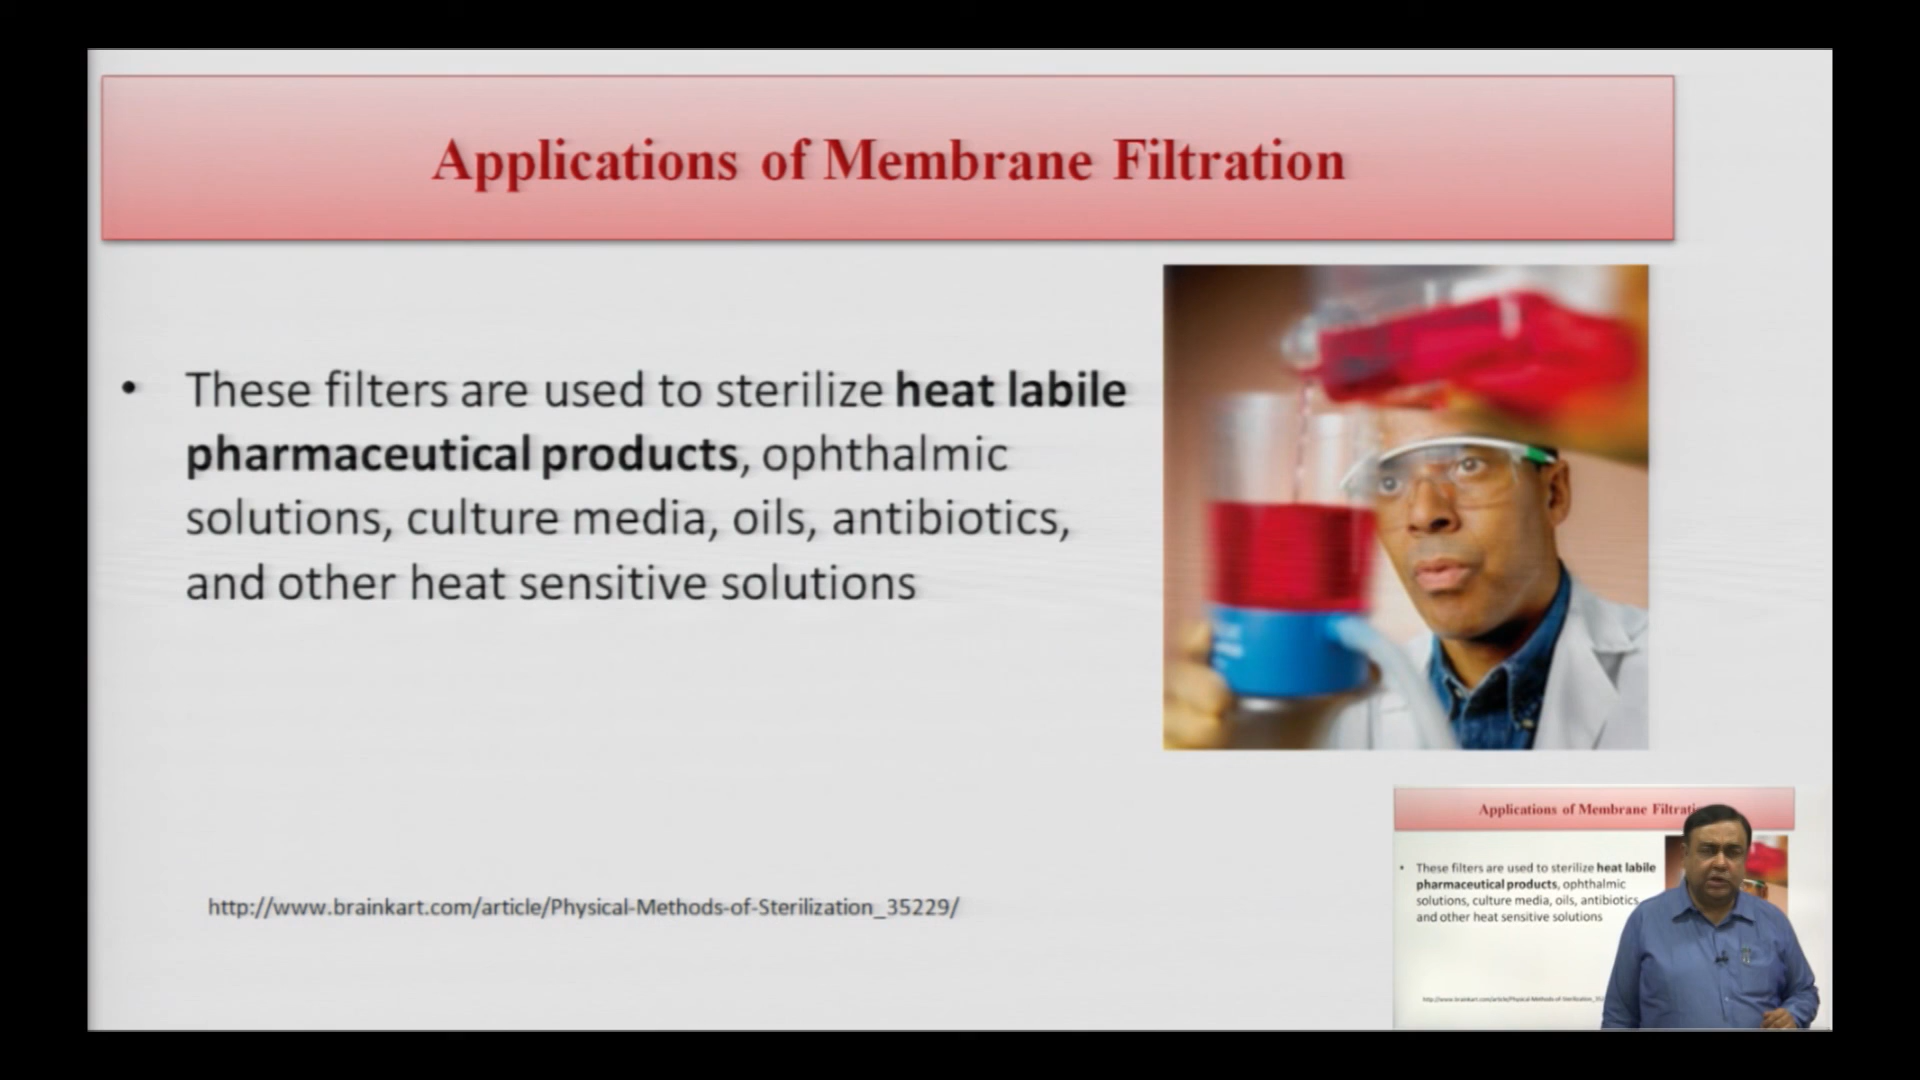 Applications of Membrane Filtration
• These filters are used to sterilize heat labile
pharmaceutical products, ophthalmic
solutions, culture media, oils, antibiotics,
and other heat sensitive solutions
http://www.brainkart.com/article/Physical-Methods-of-Sterilization_35229/
Applications of Membrane
• These filters are used to sterilize heat labile
pharmaceutical products, ophthalmic
solutions, culture media, oils, antibiotics,
and other heat sensitive solutions